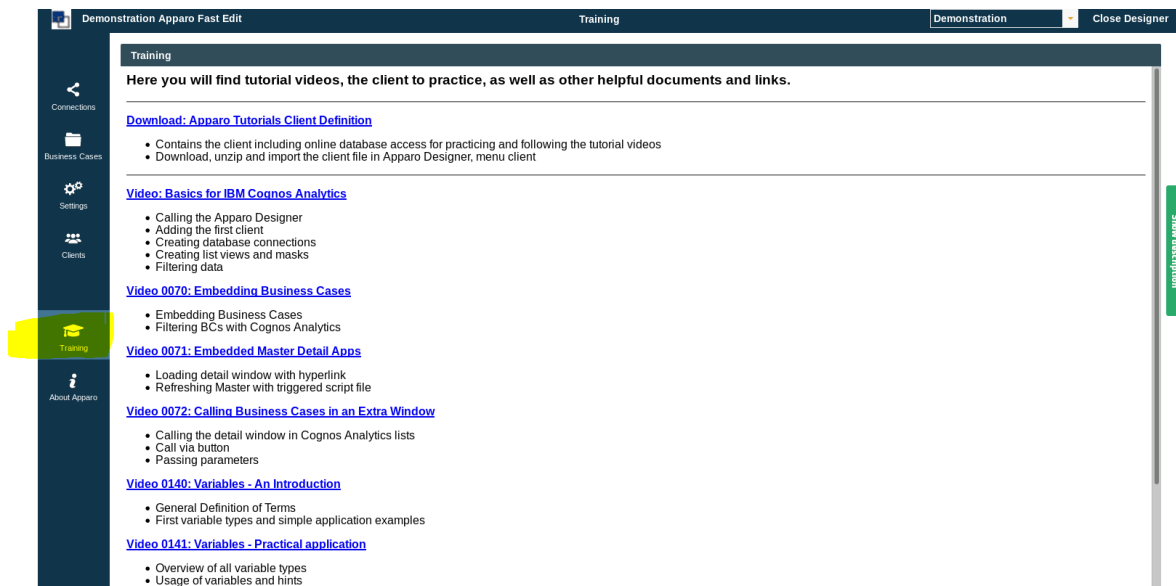 Demonstration Apparo Fast Edit
Training
Demonstration
Close Designer
Connections
Business Cases
Settings
Clients
Training
About Apparo
Training
Here you will find tutorial videos, the client to practice, as well as other helpful documents and links.
Download: Apparo Tutorials Client Definition
• Contains the client including online database access for practicing and following the tutorial videos
• Download, unzip and import the client file in Apparo Designer, menu client
Video: Basics for IBM Cognos Analytics
• Calling the Apparo Designer
• Adding the first client
• Creating database connections
• Creating list views and masks
• Filtering data
Video 0070: Embedding Business Cases
• Embedding Business Cases
• Filtering BCs with Cognos Analytics
Video 0071: Embedded Master Detail Apps
• Loading detail window with hyperlink
• Refreshing Master with triggered script file
Video 0072: Calling Business Cases in an Extra Window
• Calling the detail window in Cognos Analytics lists
• Call via button
• Passing parameters
Video 0140: Variables - An Introduction
• General Definition of Terms
• First variable types and simple application examples
Video 0141: Variables - Practical application
• Overview of all variable types
• Usage of variables and hints
Show description